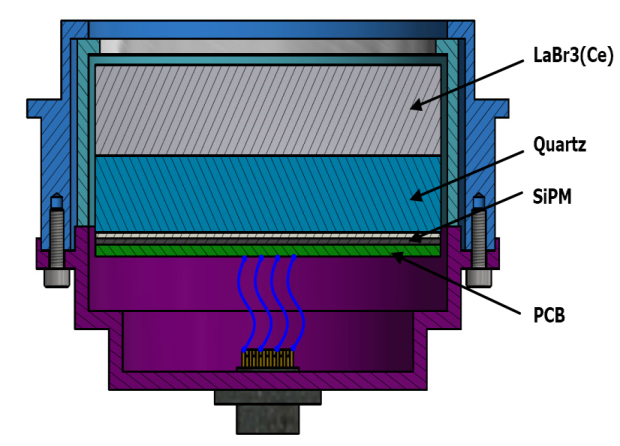 LaBr3(Ce)
Quartz
SiPM
PCB